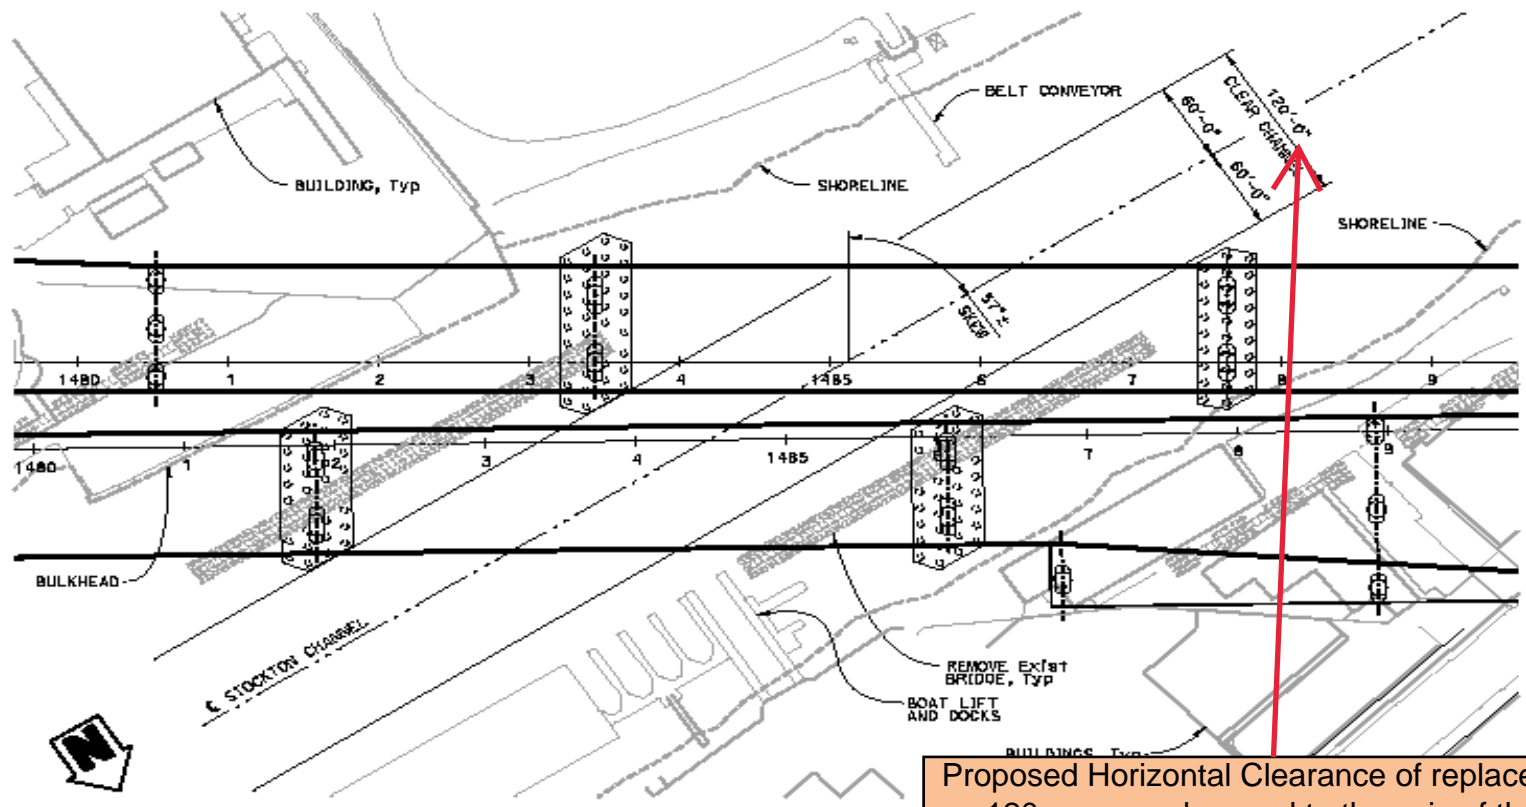 BELT CONVEYOR
120'-0"
CLEAR CHANNEL
60'-0"
60'-0"
BUILDING, Typ
SHORELINE
SHORELINE
57°±
SKEW
1480 1 2 3 4 1485 6 7 8 9
1480 1 2 3 4 1485 7 8 9
BULKHEAD
℄ STOCKTON CHANNEL
REMOVE Exist
BRIDGE, Typ
BOAT LIFT
AND DOCKS
BUILDINGS, Typ
N
Proposed Horizontal Clearance of replace